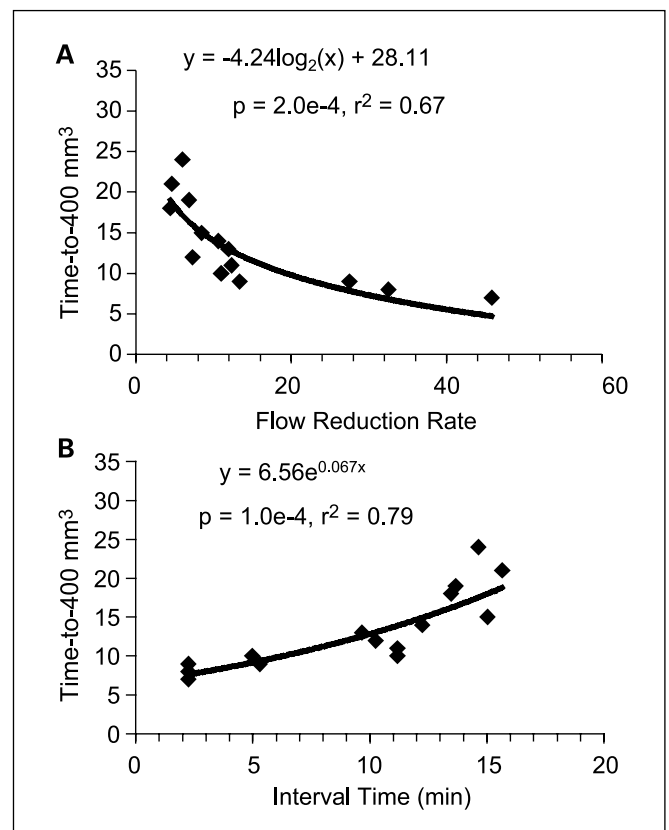 A
y = -4.24log₂(x) + 28.11
p = 2.0e-4, r² = 0.67
Time-to-400 mm³
35
30
25
20
15
10
5
0
0 20 40 60
Flow Reduction Rate
B
y = 6.56e⁰·⁰⁶⁷ˣ
p = 1.0e-4, r² = 0.79
Time-to-400 mm³
35
30
25
20
15
10
5
0
0 5 10 15 20
Interval Time (min)